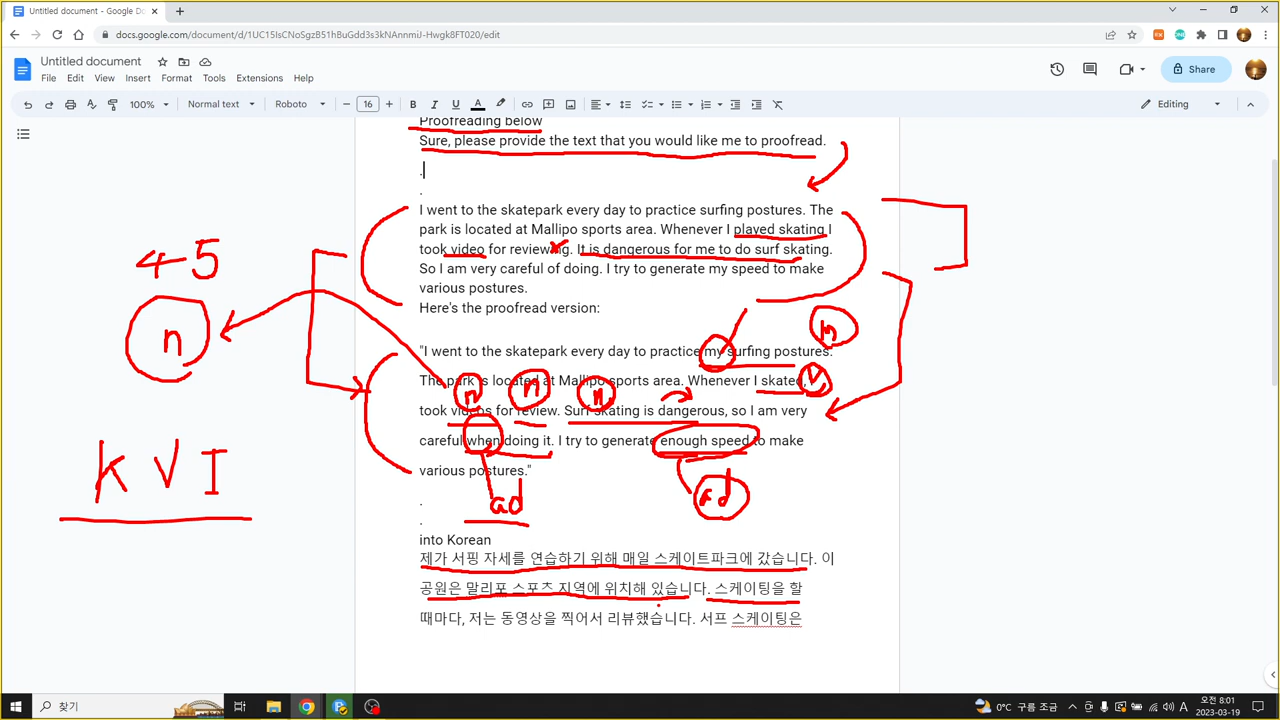 Untitled document - Google Doc
docs.google.com/document/d/1UC15IsCNoSgzB51hBuGdd3s3kNAnnmiJ-Hwgk8FT020/edit
Untitled document
File Edit View Insert Format Tools Extensions Help
Share
100% Normal text Roboto 16 B I U A Editing
Proofreading below
Sure, please provide the text that you would like me to proofread.
.
.
I went to the skatepark every day to practice surfing postures. The
park is located at Mallipo sports area. Whenever I played skating I
took video for reviewing. It is dangerous for me to do surf skating.
So I am very careful of doing. I try to generate my speed to make
various postures.
Here's the proofread version:
"I went to the skatepark every day to practice my surfing postures.
The park is located at Mallipo sports area. Whenever I skated, I
took videos for review. Surf skating is dangerous, so I am very
careful when doing it. I try to generate enough speed to make
various postures."
.
.
into Korean
제가 서핑 자세를 연습하기 위해 매일 스케이트파크에 갔습니다. 이
공원은 말리포 스포츠 지역에 위치해 있습니다. 스케이팅을 할
때마다, 저는 동영상을 찍어서 리뷰했습니다. 서프 스케이팅은
4-5
n
K V I
n
v
n n n
ad
ad
찾기
0°C 구름 조금 A 오전 8:01
2023-03-19